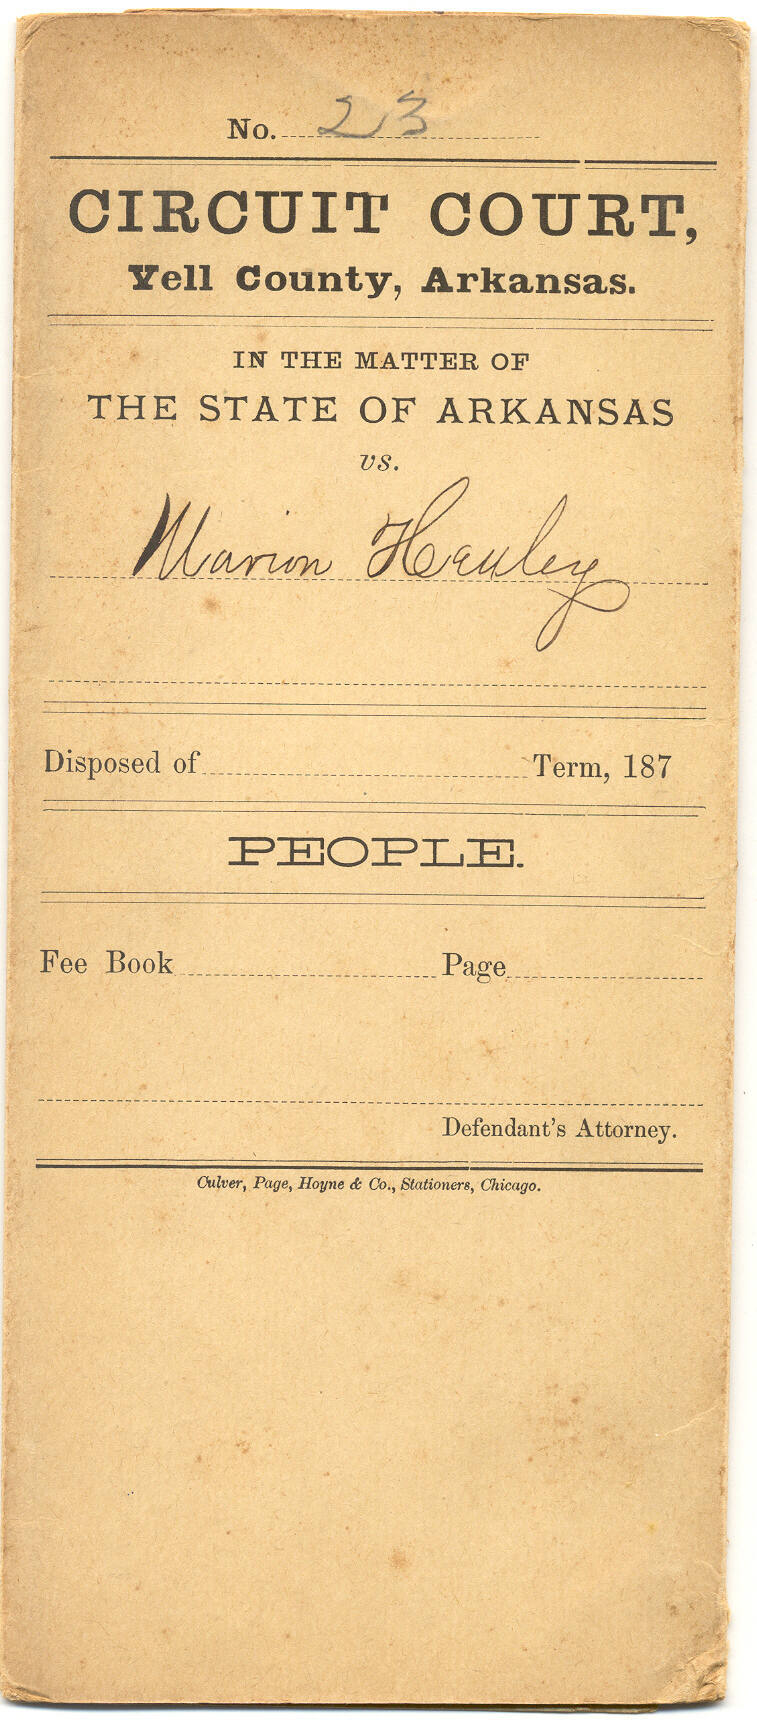 No. 23
CIRCUIT COURT,
Yell County, Arkansas.
IN THE MATTER OF
THE STATE OF ARKANSAS
vs.
Marion Henley
Disposed of Term, 187
PEOPLE.
Fee Book Page
Defendant's Attorney.
Culver, Page, Hoyne & Co., Stationers, Chicago.